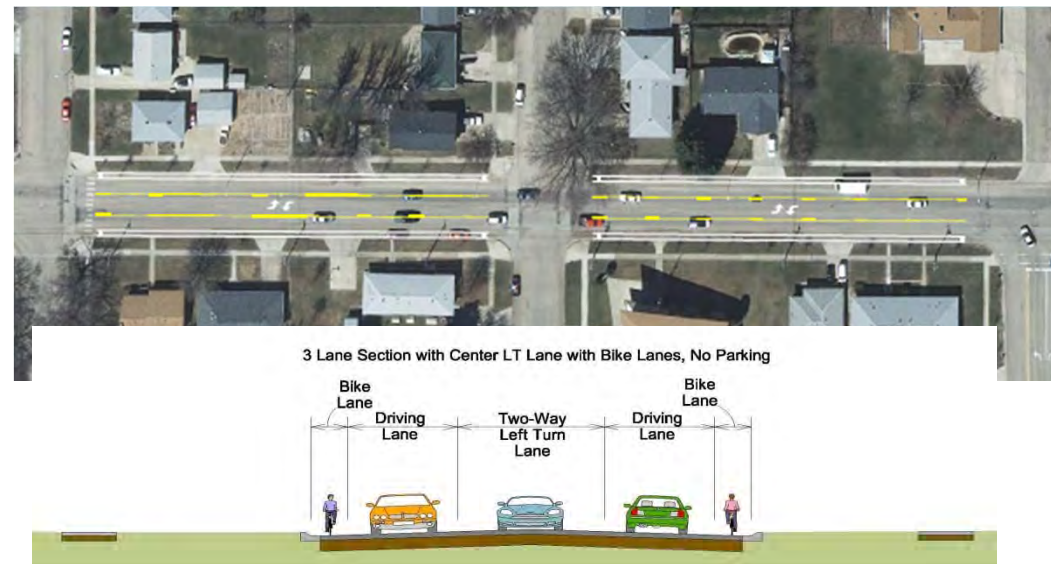 3 Lane Section with Center LT Lane with Bike Lanes, No Parking
Bike
Lane
Driving
Lane
Two-Way
Left Turn
Lane
Driving
Lane
Bike
Lane